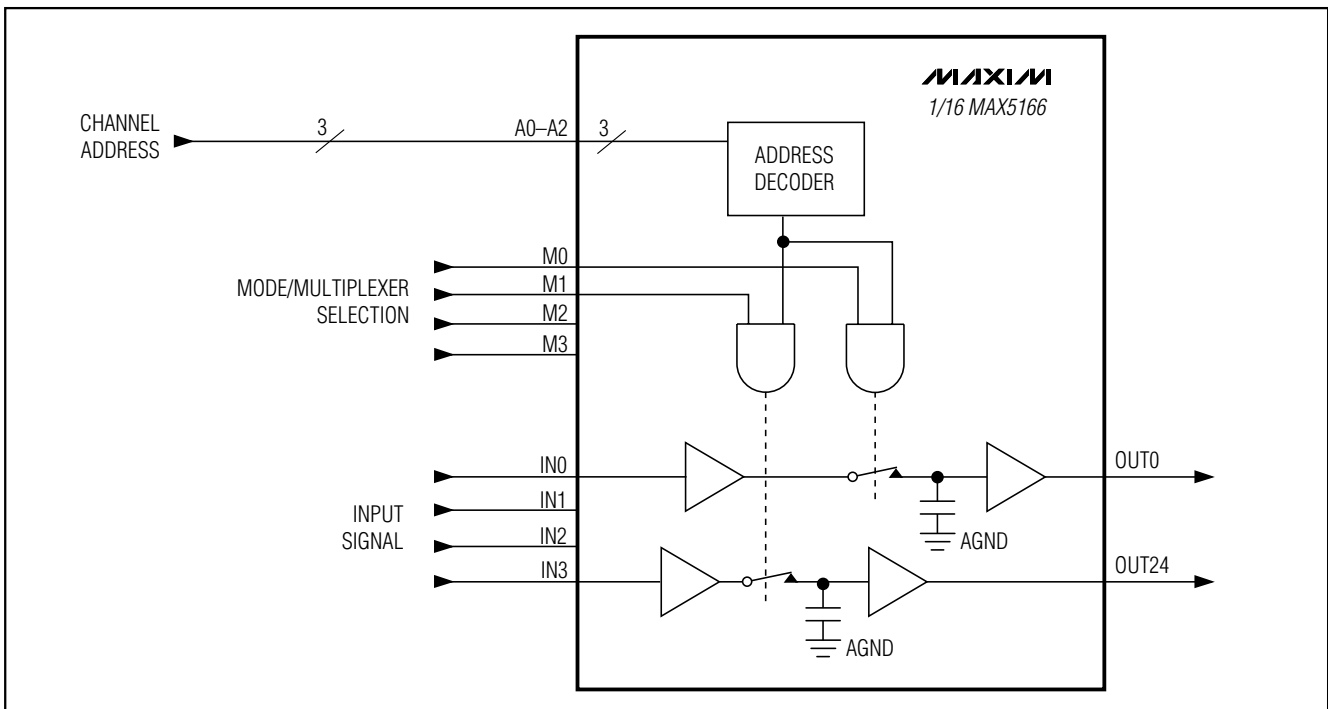 MAXIM
1/16 MAX5166
CHANNEL
ADDRESS
3
A0–A2
3
ADDRESS
DECODER
M0
M1
M2
M3
MODE/MULTIPLEXER
SELECTION
IN0
IN1
IN2
IN3
INPUT
SIGNAL
OUT0
AGND
OUT24
AGND